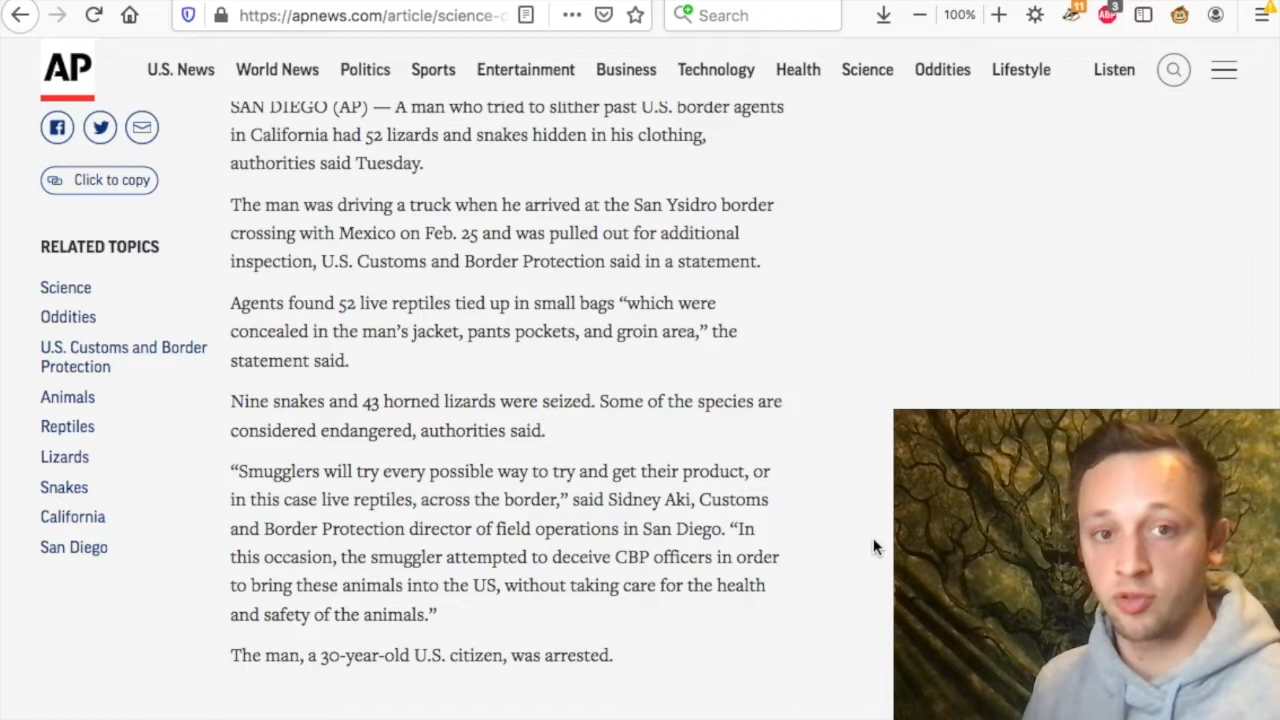 https://apnews.com/article/science-c
Search
100%
11
ABP
3
AP
U.S. News
World News
Politics
Sports
Entertainment
Business
Technology
Health
Science
Oddities
Lifestyle
Listen
Click to copy
RELATED TOPICS
Science
Oddities
U.S. Customs and Border
Protection
Animals
Reptiles
Lizards
Snakes
California
San Diego
SAN DIEGO (AP) — A man who tried to slither past U.S. border agents
in California had 52 lizards and snakes hidden in his clothing,
authorities said Tuesday.
The man was driving a truck when he arrived at the San Ysidro border
crossing with Mexico on Feb. 25 and was pulled out for additional
inspection, U.S. Customs and Border Protection said in a statement.
Agents found 52 live reptiles tied up in small bags “which were
concealed in the man’s jacket, pants pockets, and groin area,” the
statement said.
Nine snakes and 43 horned lizards were seized. Some of the species are
considered endangered, authorities said.
“Smugglers will try every possible way to try and get their product, or
in this case live reptiles, across the border,” said Sidney Aki, Customs
and Border Protection director of field operations in San Diego. “In
this occasion, the smuggler attempted to deceive CBP officers in order
to bring these animals into the US, without taking care for the health
and safety of the animals.”
The man, a 30-year-old U.S. citizen, was arrested.